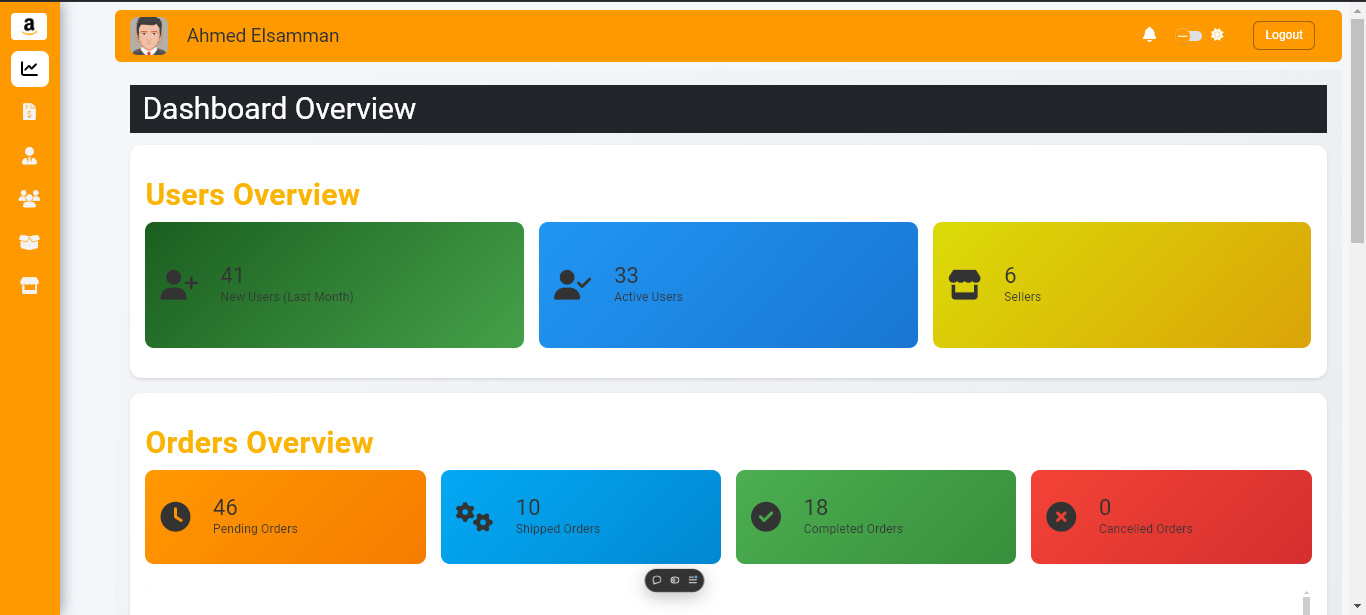 a
Ahmed Elsamman
Logout
Dashboard Overview
Users Overview
41
New Users (Last Month)
33
Active Users
6
Sellers
Orders Overview
46
Pending Orders
10
Shipped Orders
18
Completed Orders
0
Cancelled Orders